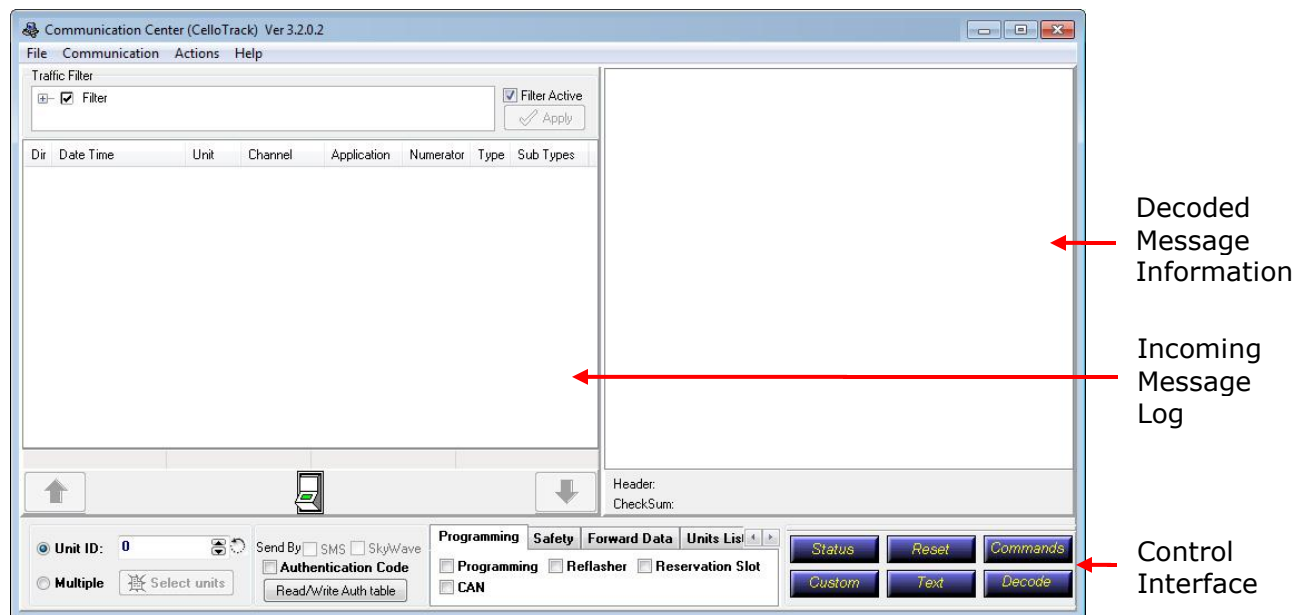 Communication Center (CelloTrack) Ver 3.2.0.2
File Communication Actions Help
Traffic Filter
Filter
Filter Active
Apply
Dir Date Time Unit Channel Application Numerator Type Sub Types
Decoded
Message
Information
Incoming
Message
Log
Header:
CheckSum:
Unit ID: 0
Multiple Select units
Send By SMS SkyWave
Authentication Code
Read/Write Auth table
Programming Safety Forward Data Units List
Programming Reflasher Reservation Slot
CAN
Status Reset Commands
Custom Text Decode
Control
Interface